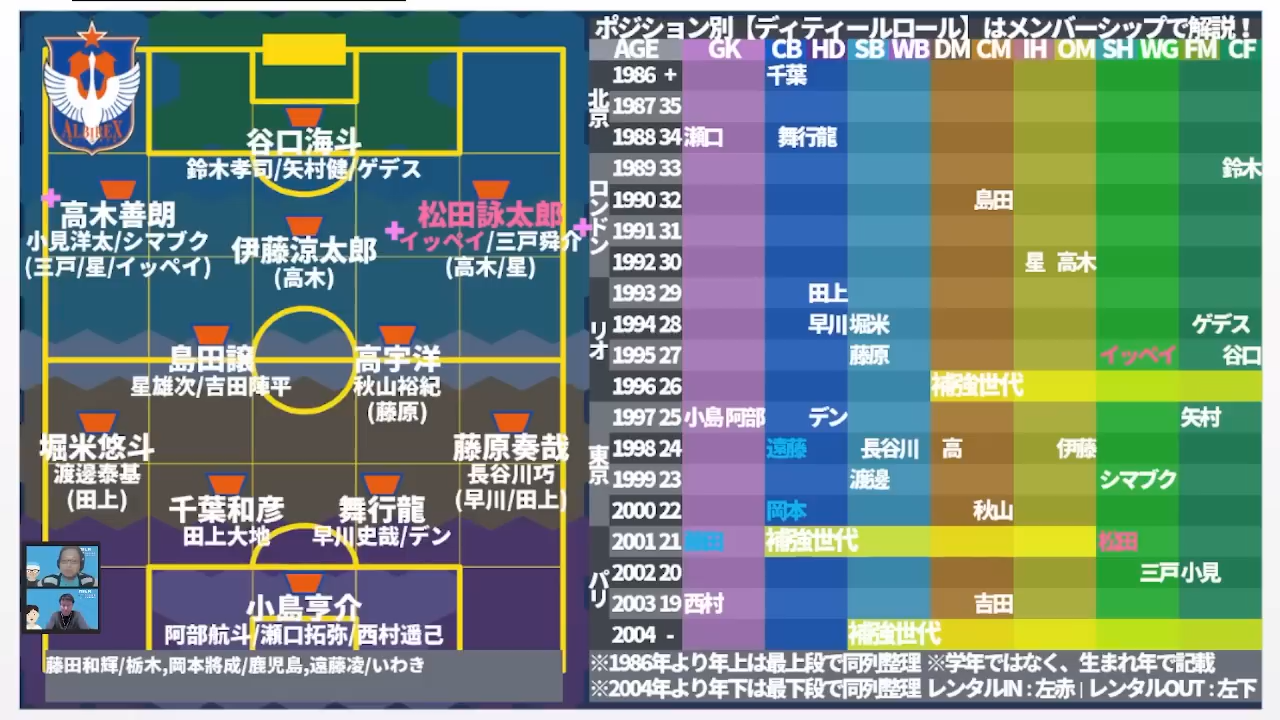 ALBIREX
谷口海斗
鈴木孝司/矢村健/ゲデス
高木善朗
小見洋太/シマブク
(三戸/星/イッペイ)
伊藤涼太郎
(高木)
松田詠太郎
イッペイ/三戸舜介
(高木/星)
島田譲
星雄次/吉田陣平
高宇洋
秋山裕紀
(藤原)
堀米悠斗
渡邊泰基
(田上)
藤原奏哉
長谷川巧
(早川/田上)
千葉和彦
田上大地
舞行龍
早川史哉/デン
小島亨介
阿部航斗/瀬口拓弥/西村遥己
藤田和輝/栃木,岡本將成/鹿児島,遠藤凌/いわき
ポジション別【ディティールロール】はメンバーシップで解説！
AGE GK CB HD SB WB DM CM IH OM SH WG FM CF
北京
ロンドン
リオ
東京
パリ
1986 + 千葉
1987 35
1988 34 瀬口 舞行龍
1989 33 鈴木
1990 32 島田
1991 31
1992 30 星 高木
1993 29 田上
1994 28 早川 堀米 ゲデス
1995 27 藤原 イッペイ 谷口
1996 26 補強世代
1997 25 小島 阿部 デン 矢村
1998 24 遠藤 長谷川 高 伊藤
1999 23 渡邊 シマブク
2000 22 岡本 秋山
2001 21 藤田 補強世代 松田
2002 20 三戸 小見
2003 19 西村 吉田
2004 - 補強世代
※1986年より年上は最上段で同列整理 ※学年ではなく、生まれ年で記載
※2004年より年下は最下段で同列整理 レンタルIN : 左赤 | レンタルOUT : 左下